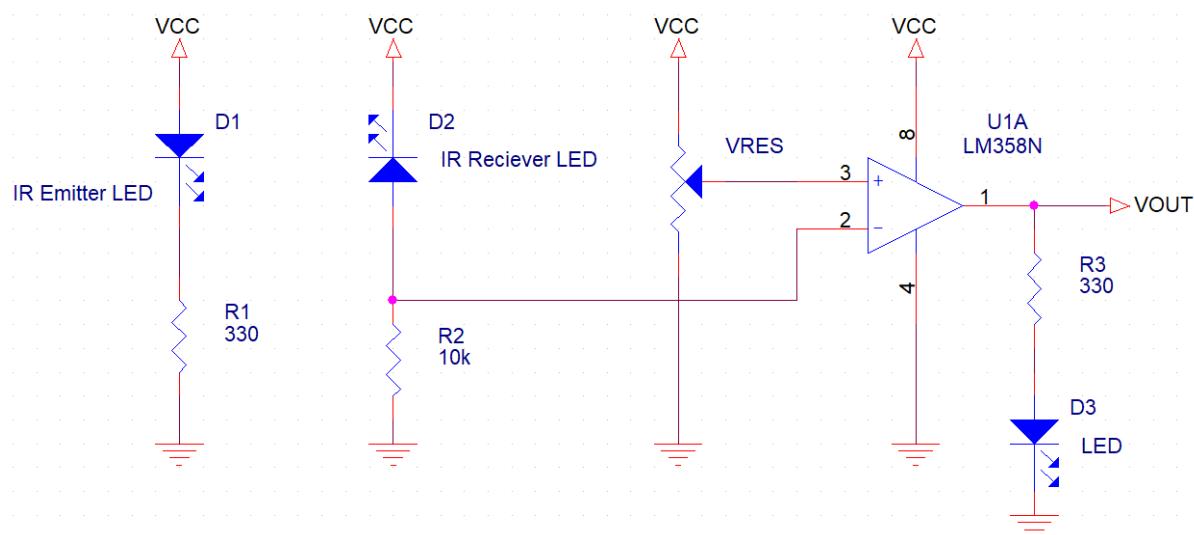 VCC
VCC
VCC
VCC
D1
IR Emitter LED
R1
330
D2
IR Reciever LED
R2
10k
VRES
U1A
LM358N
8
3
+
2
−
1
4
VOUT
R3
330
D3
LED